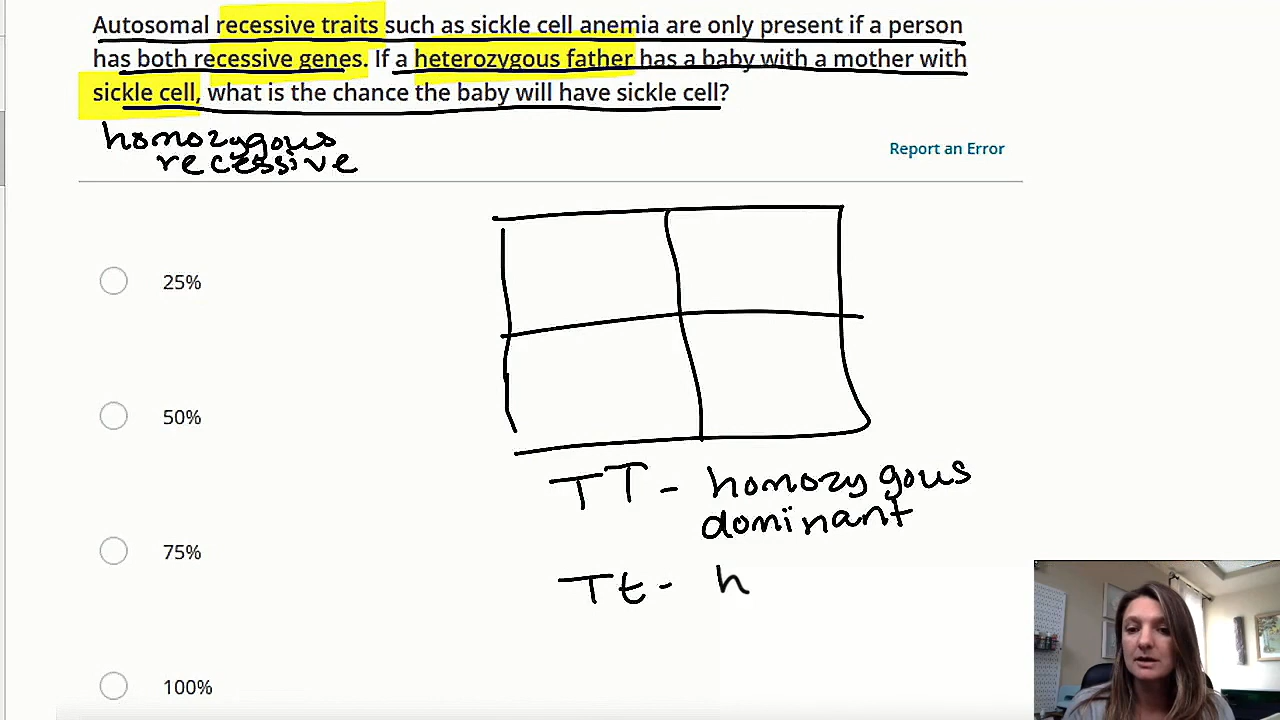 Autosomal recessive traits such as sickle cell anemia are only present if a person
has both recessive genes. If a heterozygous father has a baby with a mother with
sickle cell, what is the chance the baby will have sickle cell?
homozygous
recessive
Report an Error
25%
50%
75%
100%
TT - homozygous
dominant
Tt - h